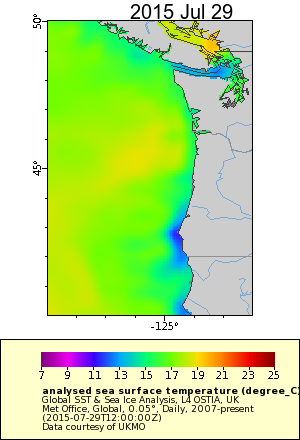 2015 Jul 29
50°
45°
-125°
7 9 11 13 15 17 19 21 23 25
analysed sea surface temperature (degree_C)
Global SST & Sea Ice Analysis, L4 OSTIA, UK
Met Office, Global, 0.05°, Daily, 2007-present
(2015-07-29T12:00:00Z)
Data courtesy of UKMO